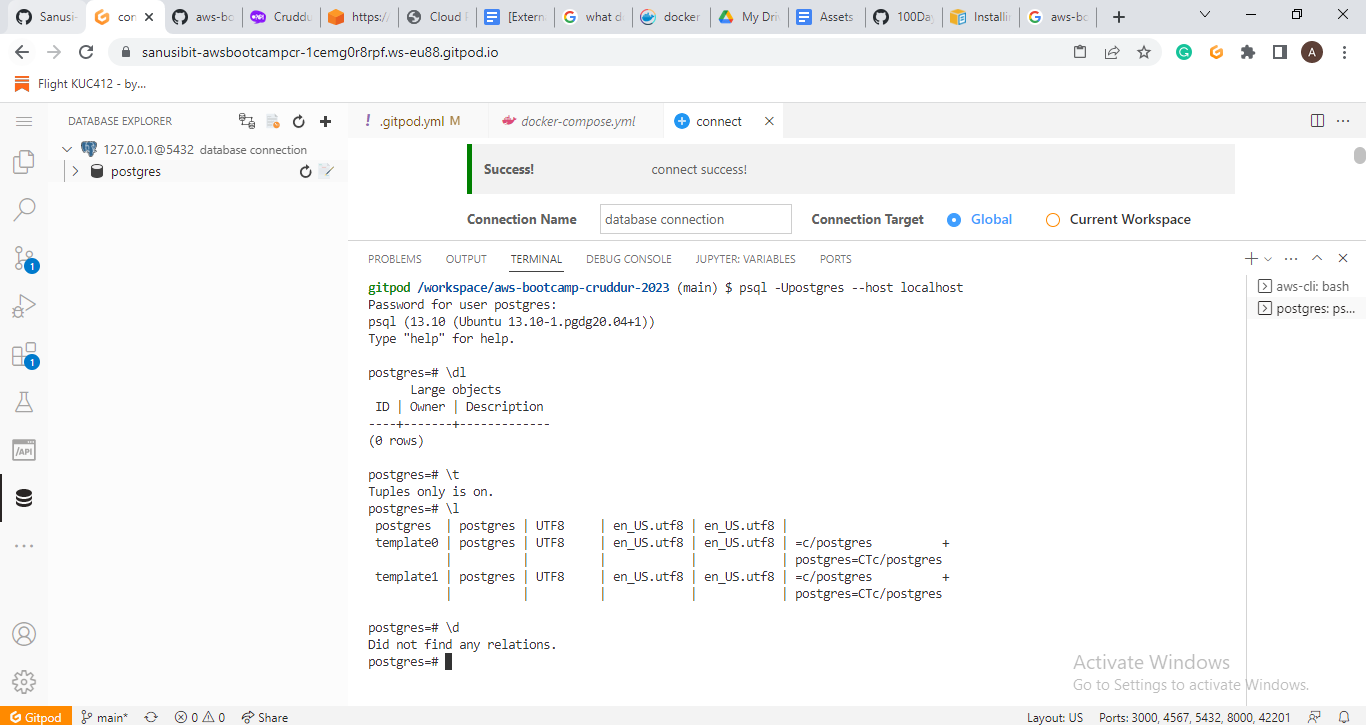 Sanusi-
con
aws-bo
Cruddu
https:/
Cloud
[Extern
what d
docker
My Driv
Assets
100Day
Installin
aws-bo
sanusibit-awsbootcampcr-1cemg0r8rpf.ws-eu88.gitpod.io
A
Flight KUC412 - by...
DATABASE EXPLORER
127.0.0.1@5432 database connection
postgres
! .gitpod.yml M
docker-compose.yml
connect
Success! connect success!
Connection Name database connection Connection Target Global Current Workspace
PROBLEMS OUTPUT TERMINAL DEBUG CONSOLE JUPYTER: VARIABLES PORTS
gitpod /workspace/aws-bootcamp-cruddur-2023 (main) $ psql -Upostgres --host localhost
Password for user postgres:
psql (13.10 (Ubuntu 13.10-1.pgdg20.04+1))
Type "help" for help.
postgres=# \dl
Large objects
ID | Owner | Description
----+-------+-------------
(0 rows)
postgres=# \t
Tuples only is on.
postgres=# \l
postgres | postgres | UTF8 | en_US.utf8 | en_US.utf8 |
template0 | postgres | UTF8 | en_US.utf8 | en_US.utf8 | =c/postgres +
| | | | | postgres=CTc/postgres
template1 | postgres | UTF8 | en_US.utf8 | en_US.utf8 | =c/postgres +
| | | | | postgres=CTc/postgres
postgres=# \d
Did not find any relations.
postgres=#
aws-cli: bash
postgres: ps...
1
1
/API
Activate Windows
Go to Settings to activate Windows.
Gitpod main* 0 0 Share
Layout: US Ports: 3000, 4567, 5432, 8000, 42201